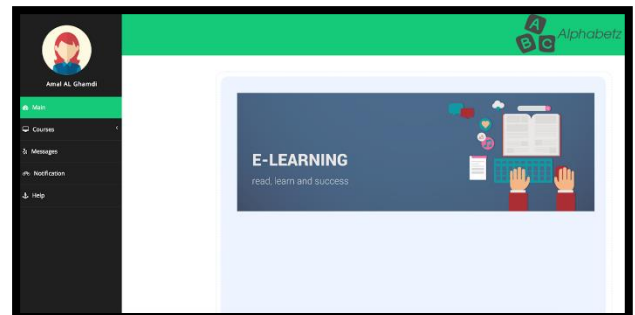 A
B C
Alphabetz
Amal AL Ghamdi
Main
Courses
Messages
Notification
Help
E-LEARNING
read, learn and success